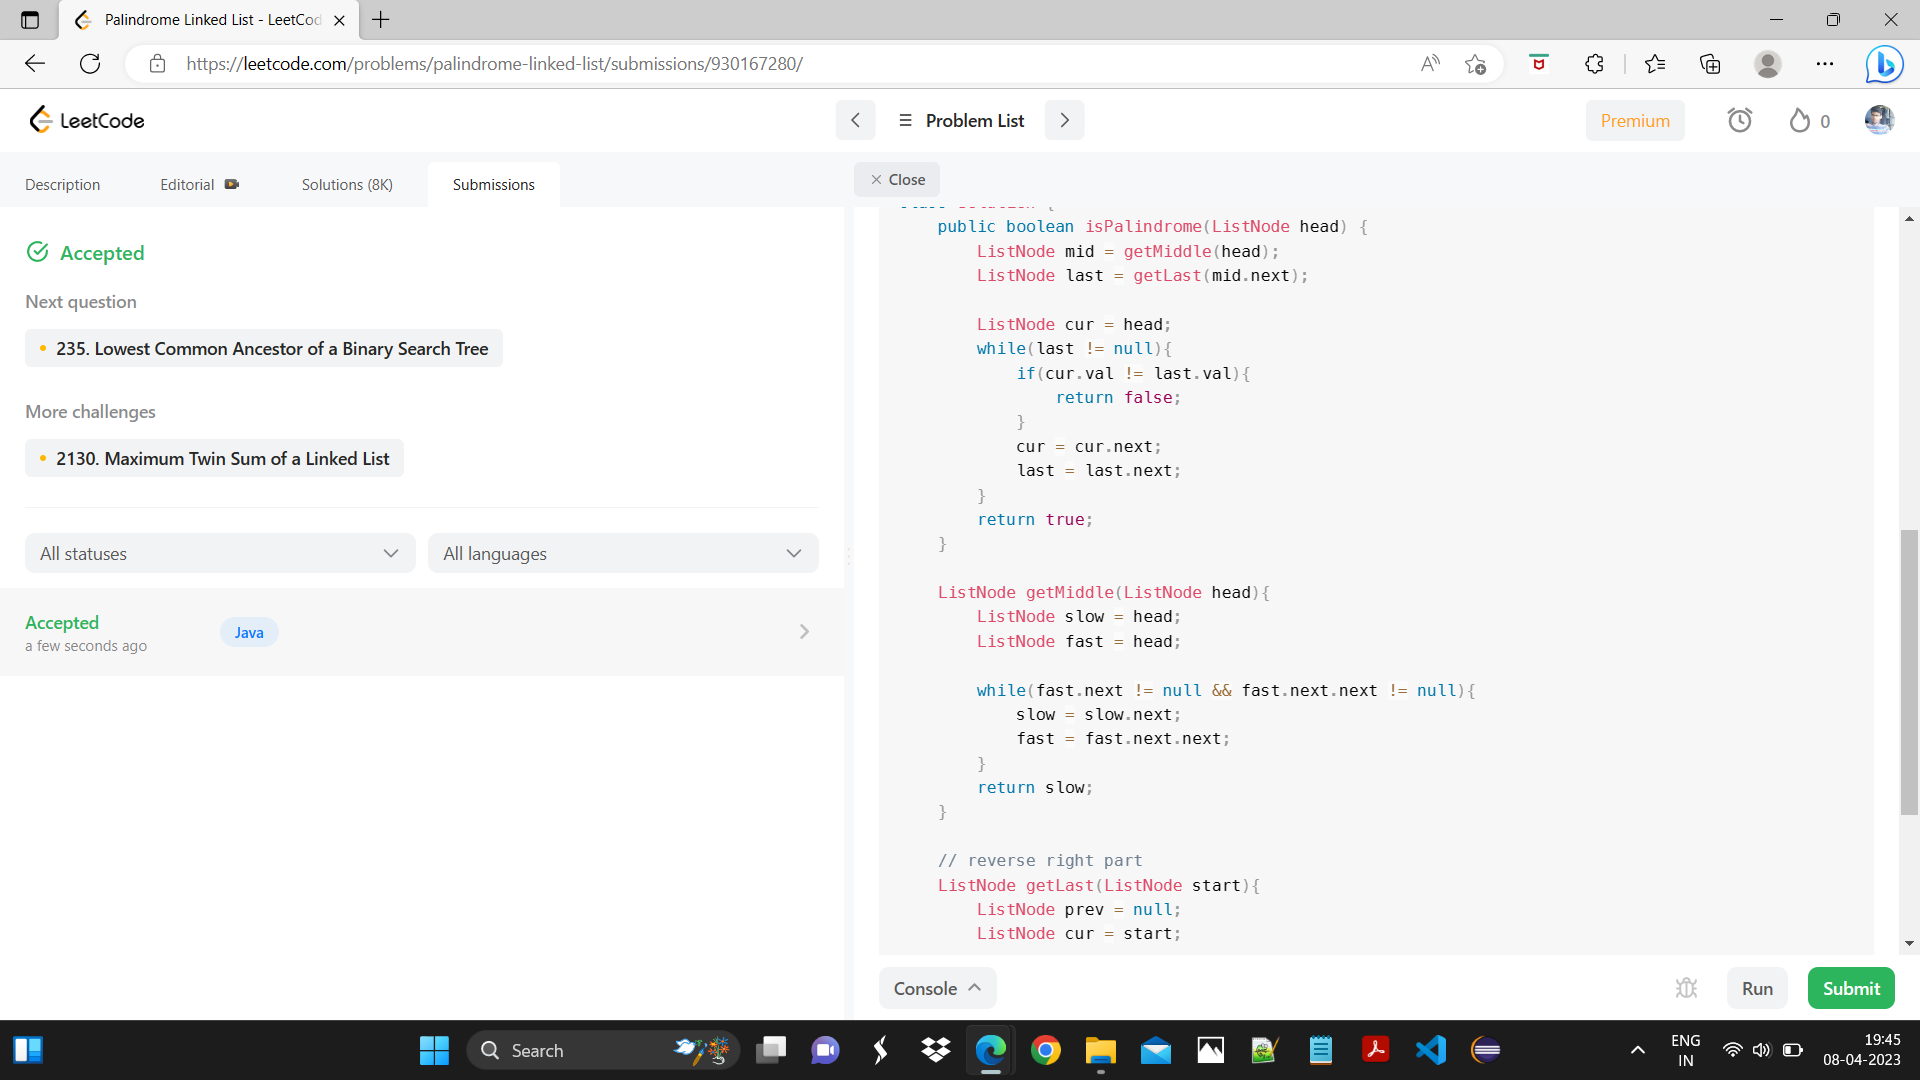 Palindrome Linked List - LeetCod
https://leetcode.com/problems/palindrome-linked-list/submissions/930167280/
LeetCode
Problem List
Premium
0
Description
Editorial
Solutions (8K)
Submissions
Close
Accepted
Next question
235. Lowest Common Ancestor of a Binary Search Tree
More challenges
2130. Maximum Twin Sum of a Linked List
All statuses
All languages
Accepted
a few seconds ago
Java
public boolean isPalindrome(ListNode head) {
ListNode mid = getMiddle(head);
ListNode last = getLast(mid.next);
ListNode cur = head;
while(last != null){
if(cur.val != last.val){
return false;
}
cur = cur.next;
last = last.next;
}
return true;
}
ListNode getMiddle(ListNode head){
ListNode slow = head;
ListNode fast = head;
while(fast.next != null && fast.next.next != null){
slow = slow.next;
fast = fast.next.next;
}
return slow;
}
// reverse right part
ListNode getLast(ListNode start){
ListNode prev = null;
ListNode cur = start;
Console
Run
Submit
Search
ENG
IN
19:45
08-04-2023